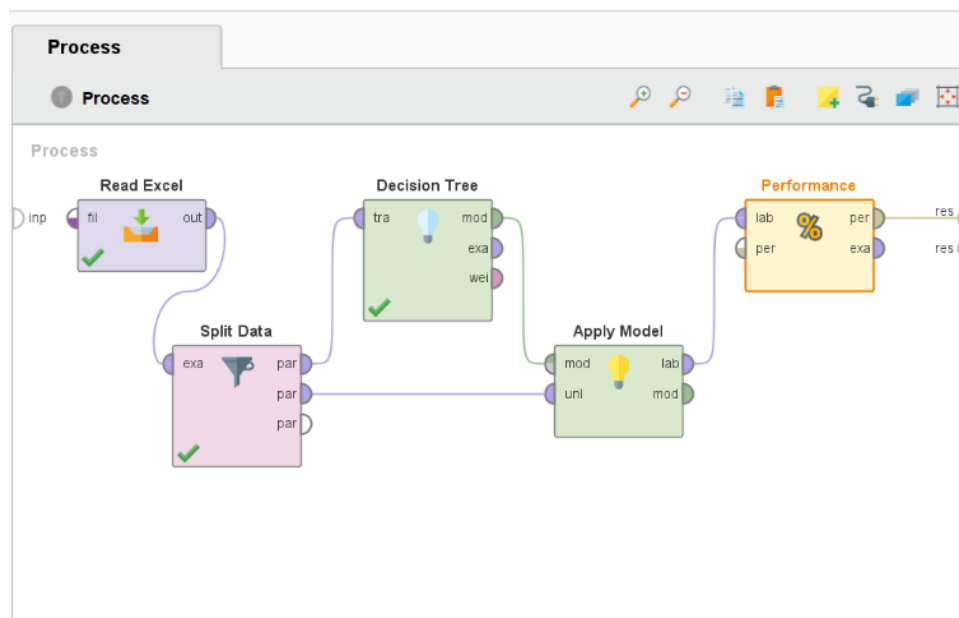 Process
Process
Process
Read Excel
Decision Tree
Performance
inp
fil
out
tra
mod
exa
wei
lab
per
per
exa
res
res
%
Split Data
Apply Model
exa
par
par
par
mod
unl
lab
mod